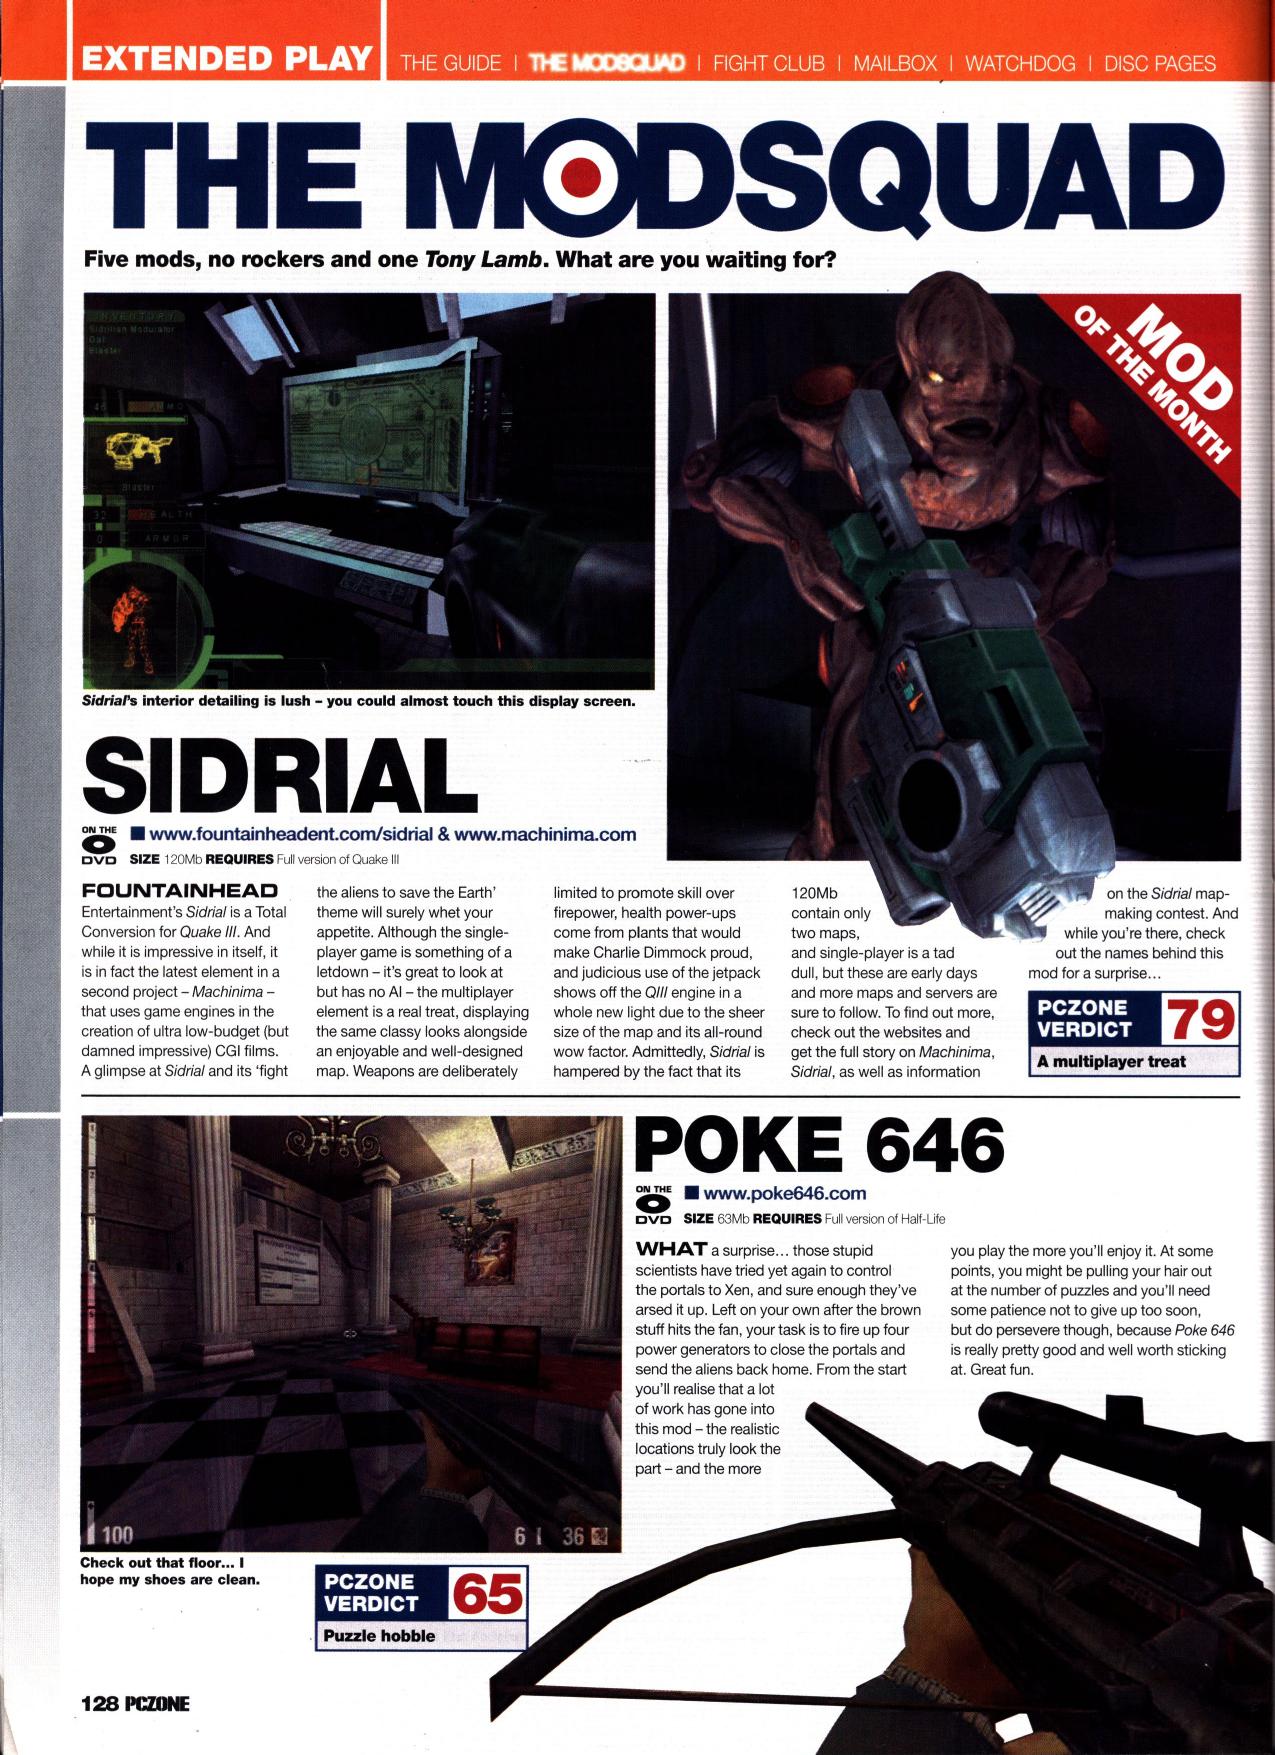 EXTENDED PLAY
THE GUIDE | THE MODSQUAD | FIGHT CLUB | MAILBOX | WATCHDOG | DISC PAGES
THE MODSQUAD
Five mods, no rockers and one Tony Lamb. What are you waiting for?
INVENTORY
Sidrilian Modulator
Gat
Blaster
AMMO
Blaster
32 HEALTH
0 ARMOR
MOD
OF THE MONTH
Sidrial's interior detailing is lush – you could almost touch this display screen.
SIDRIAL
ON THE
DVD
■ www.fountainheadent.com/sidrial & www.machinima.com
SIZE 120Mb REQUIRES Full version of Quake III
FOUNTAINHEAD
Entertainment's Sidrial is a Total
Conversion for Quake III. And
while it is impressive in itself, it
is in fact the latest element in a
second project – Machinima –
that uses game engines in the
creation of ultra low-budget (but
damned impressive) CGI films.
A glimpse at Sidrial and its 'fight
the aliens to save the Earth'
theme will surely whet your
appetite. Although the single-
player game is something of a
letdown – it's great to look at
but has no AI – the multiplayer
element is a real treat, displaying
the same classy looks alongside
an enjoyable and well-designed
map. Weapons are deliberately
limited to promote skill over
firepower, health power-ups
come from plants that would
make Charlie Dimmock proud,
and judicious use of the jetpack
shows off the QIII engine in a
whole new light due to the sheer
size of the map and its all-round
wow factor. Admittedly, Sidrial is
hampered by the fact that its
120Mb
contain only
two maps,
and single-player is a tad
dull, but these are early days
and more maps and servers are
sure to follow. To find out more,
check out the websites and
get the full story on Machinima,
Sidrial, as well as information
on the Sidrial map-
making contest. And
while you're there, check
out the names behind this
mod for a surprise...
PCZONE
VERDICT
79
A multiplayer treat
100
6 | 36
Check out that floor... I
hope my shoes are clean.
POKE 646
ON THE
DVD
■ www.poke646.com
SIZE 63Mb REQUIRES Full version of Half-Life
WHAT a surprise... those stupid
scientists have tried yet again to control
the portals to Xen, and sure enough they've
arsed it up. Left on your own after the brown
stuff hits the fan, your task is to fire up four
power generators to close the portals and
send the aliens back home. From the start
you'll realise that a lot
of work has gone into
this mod – the realistic
locations truly look the
part – and the more
you play the more you'll enjoy it. At some
points, you might be pulling your hair out
at the number of puzzles and you'll need
some patience not to give up too soon,
but do persevere though, because Poke 646
is really pretty good and well worth sticking
at. Great fun.
PCZONE
VERDICT
65
Puzzle hobble
128 PCZONE